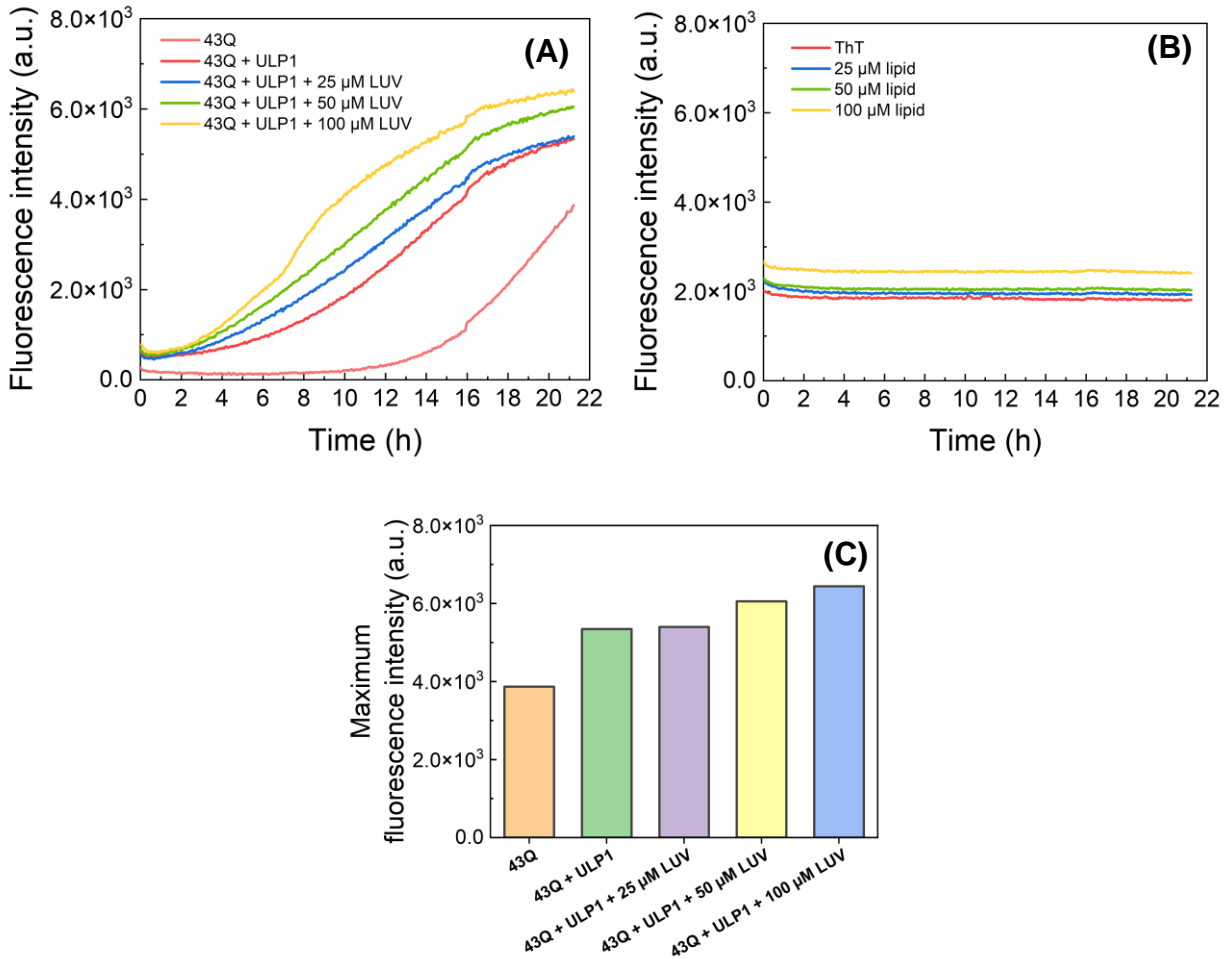 (A)
Fluorescence intensity (a.u.)
8.0×10³
6.0×10³
4.0×10³
2.0×10³
0.0
43Q
43Q + ULP1
43Q + ULP1 + 25 µM LUV
43Q + ULP1 + 50 µM LUV
43Q + ULP1 + 100 µM LUV
0 2 4 6 8 10 12 14 16 18 20 22
Time (h)
(B)
Fluorescence intensity (a.u.)
8.0×10³
6.0×10³
4.0×10³
2.0×10³
0.0
ThT
25 µM lipid
50 µM lipid
100 µM lipid
0 2 4 6 8 10 12 14 16 18 20 22
Time (h)
(C)
Maximum
fluorescence intensity (a.u.)
8.0×10³
6.0×10³
4.0×10³
2.0×10³
0.0
43Q
43Q + ULP1
43Q + ULP1 + 25 µM LUV
43Q + ULP1 + 50 µM LUV
43Q + ULP1 + 100 µM LUV